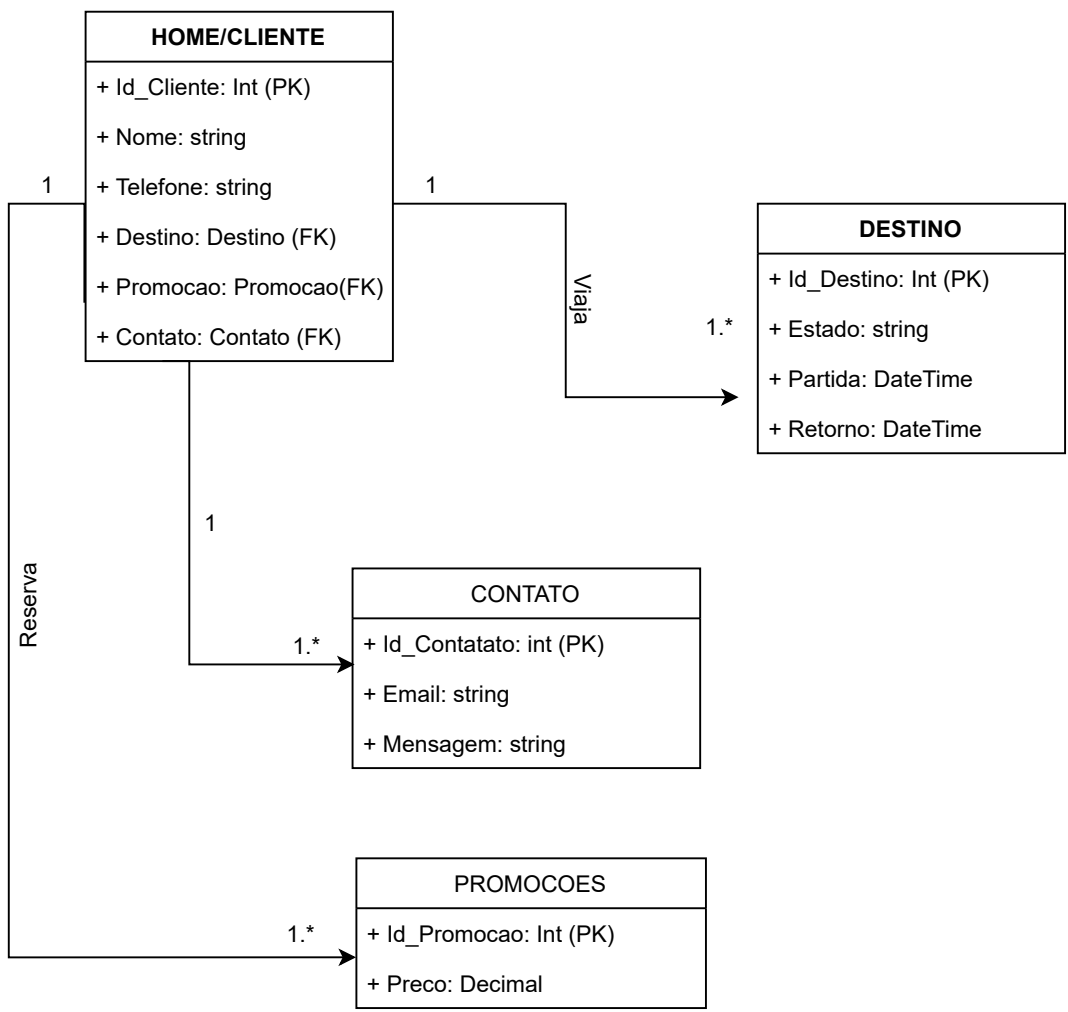 HOME/CLIENTE
+ Id_Cliente: Int (PK)
+ Nome: string
+ Telefone: string
+ Destino: Destino (FK)
+ Promocao: Promocao(FK)
+ Contato: Contato (FK)
1
1
Viaja
1.*
DESTINO
+ Id_Destino: Int (PK)
+ Estado: string
+ Partida: DateTime
+ Retorno: DateTime
1
1.*
CONTATO
+ Id_Contatato: int (PK)
+ Email: string
+ Mensagem: string
Reserva
1.*
PROMOCOES
+ Id_Promocao: Int (PK)
+ Preco: Decimal